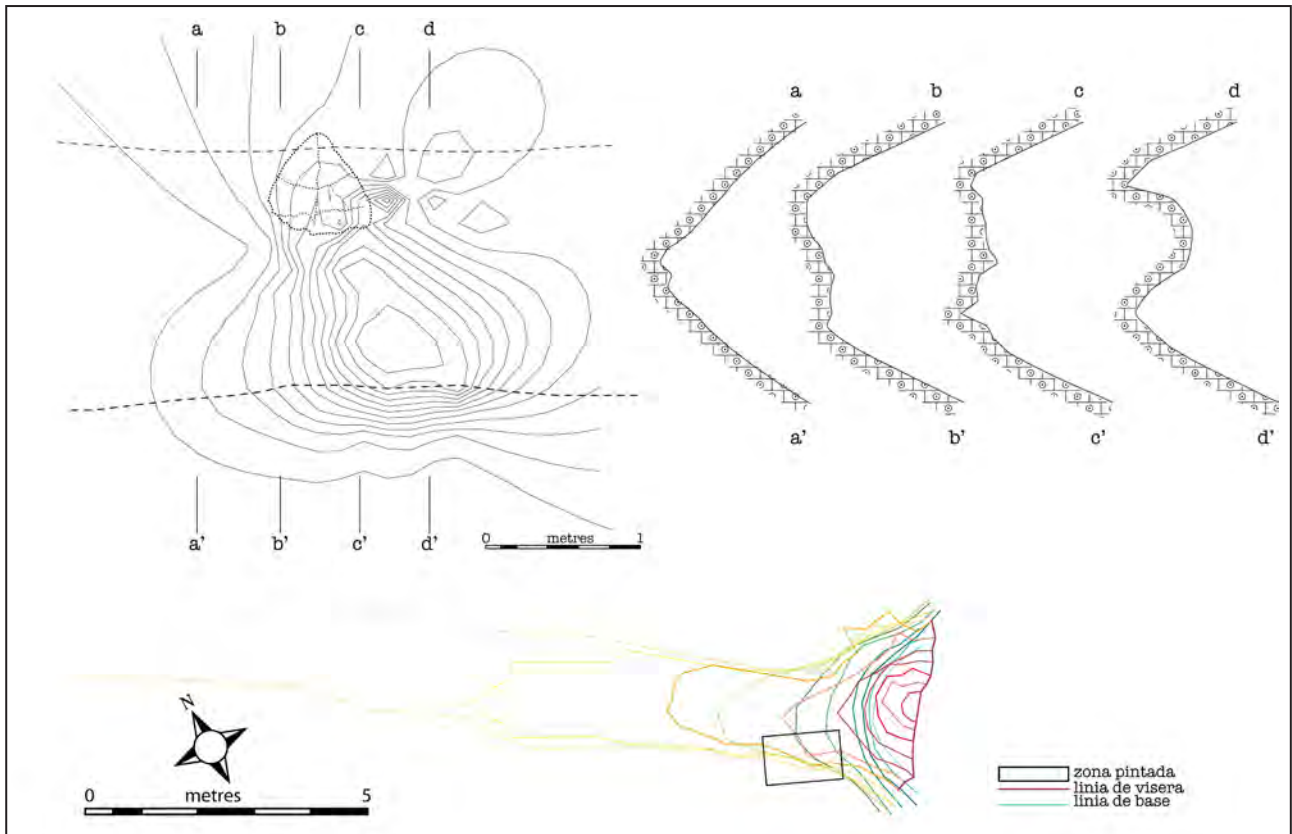 a b c d
a
b
c
d
a' b' c' d'
0 metres 1
a'
b'
c'
d'
N
0 metres 5
zona pintada
linia de visera
linia de base